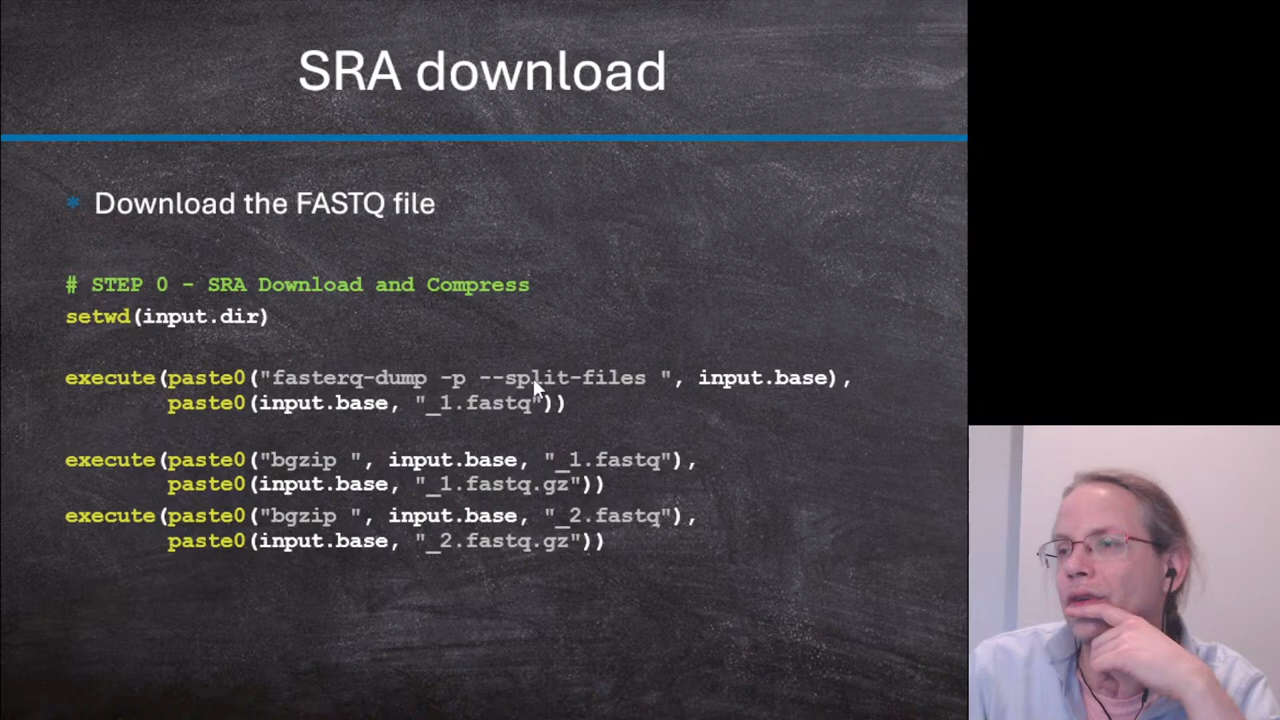 SRA download
* Download the FASTQ file
# STEP 0 - SRA Download and Compress
setwd(input.dir)
execute(paste0("fasterq-dump -p --split-files ", input.base),
paste0(input.base, "_1.fastq"))
execute(paste0("bgzip ", input.base, "_1.fastq"),
paste0(input.base, "_1.fastq.gz"))
execute(paste0("bgzip ", input.base, "_2.fastq"),
paste0(input.base, "_2.fastq.gz"))